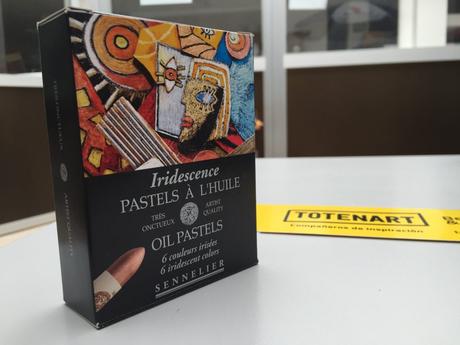 Iridescence
PASTELS À L'HUILE
TRÈS
ONCTUEUX
ARTIST
QUALITY
OIL PASTELS
6 couleurs irisées
6 iridescent colors
SENNELIER
TOTENART
Compañeros de inspiración